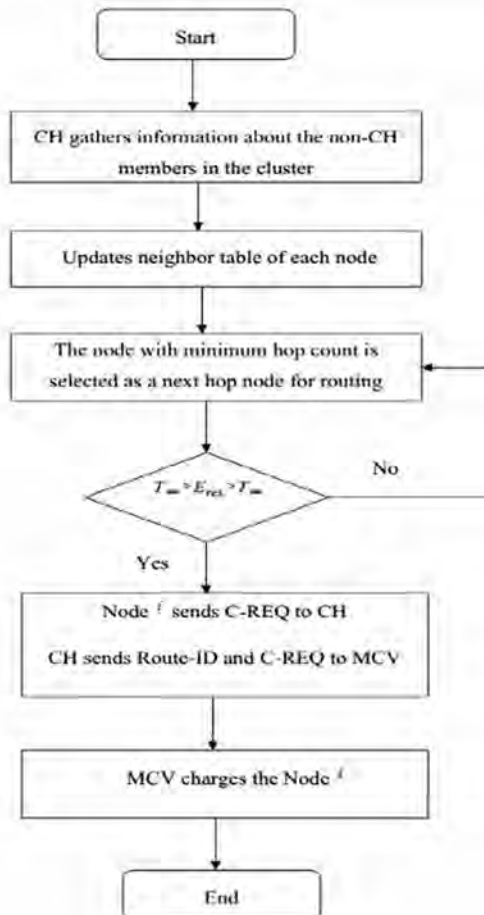 Start
CH gathers information about the non-CH
members in the cluster
Updates neighbor table of each node
The node with minimum hop count is
selected as a next hop node for routing
No
T > E res > T
Yes
Node i sends C-REQ to CH
CH sends Route-ID and C-REQ to MCV
MCV charges the Node i
End